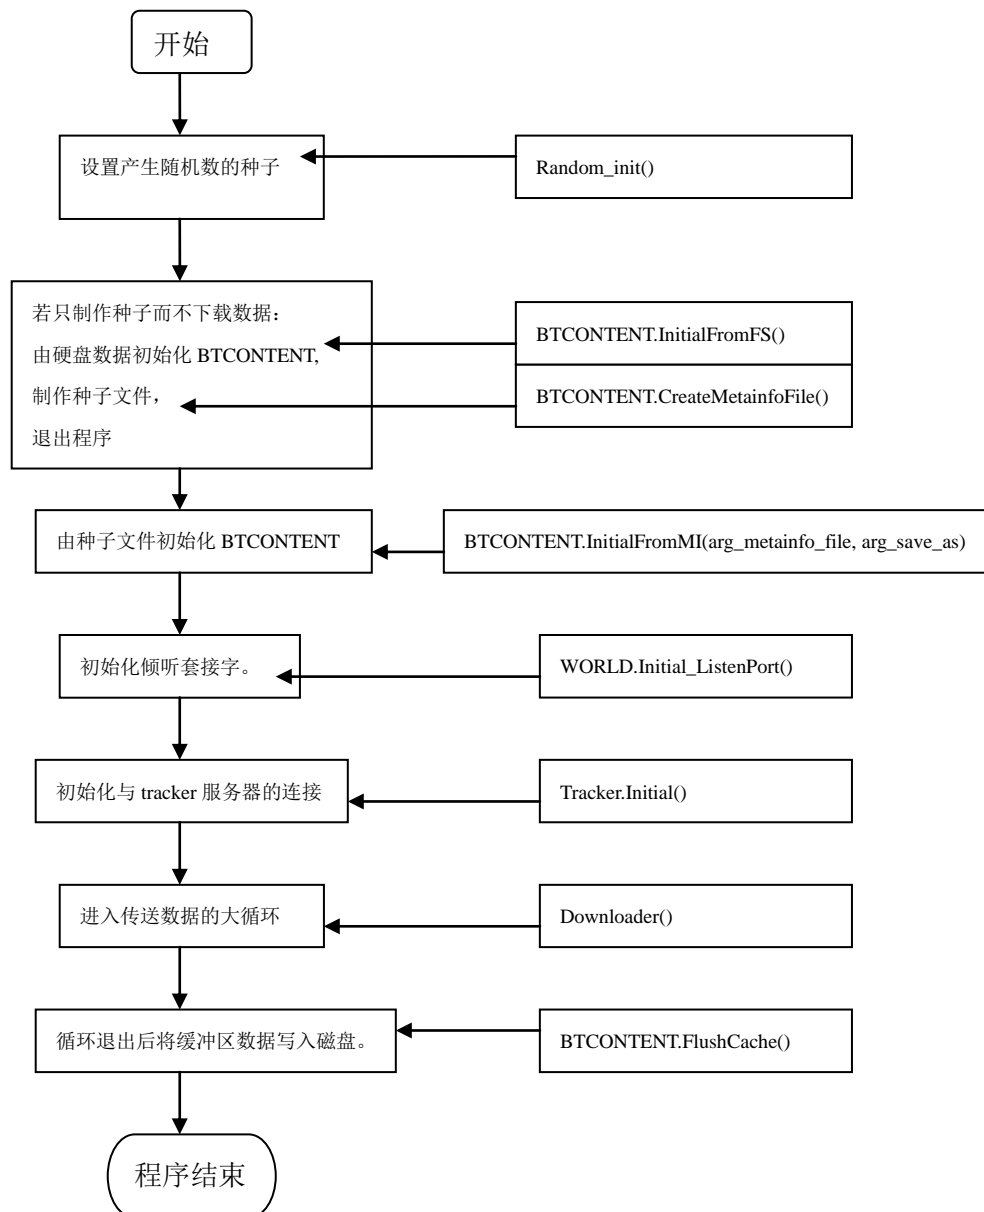 开始
设置产生随机数的种子
Random_init()
若只制作种子而不下载数据：
由硬盘数据初始化 BTCONTENT,
制作种子文件，
退出程序
BTCONTENT.InitialFromFS()
BTCONTENT.CreateMetainfoFile()
由种子文件初始化 BTCONTENT
BTCONTENT.InitialFromMI(arg_metainfo_file, arg_save_as)
初始化倾听套接字。
WORLD.Initial_ListenPort()
初始化与 tracker 服务器的连接
Tracker.Initial()
进入传送数据的大循环
Downloader()
循环退出后将缓冲区数据写入磁盘。
BTCONTENT.FlushCache()
程序结束